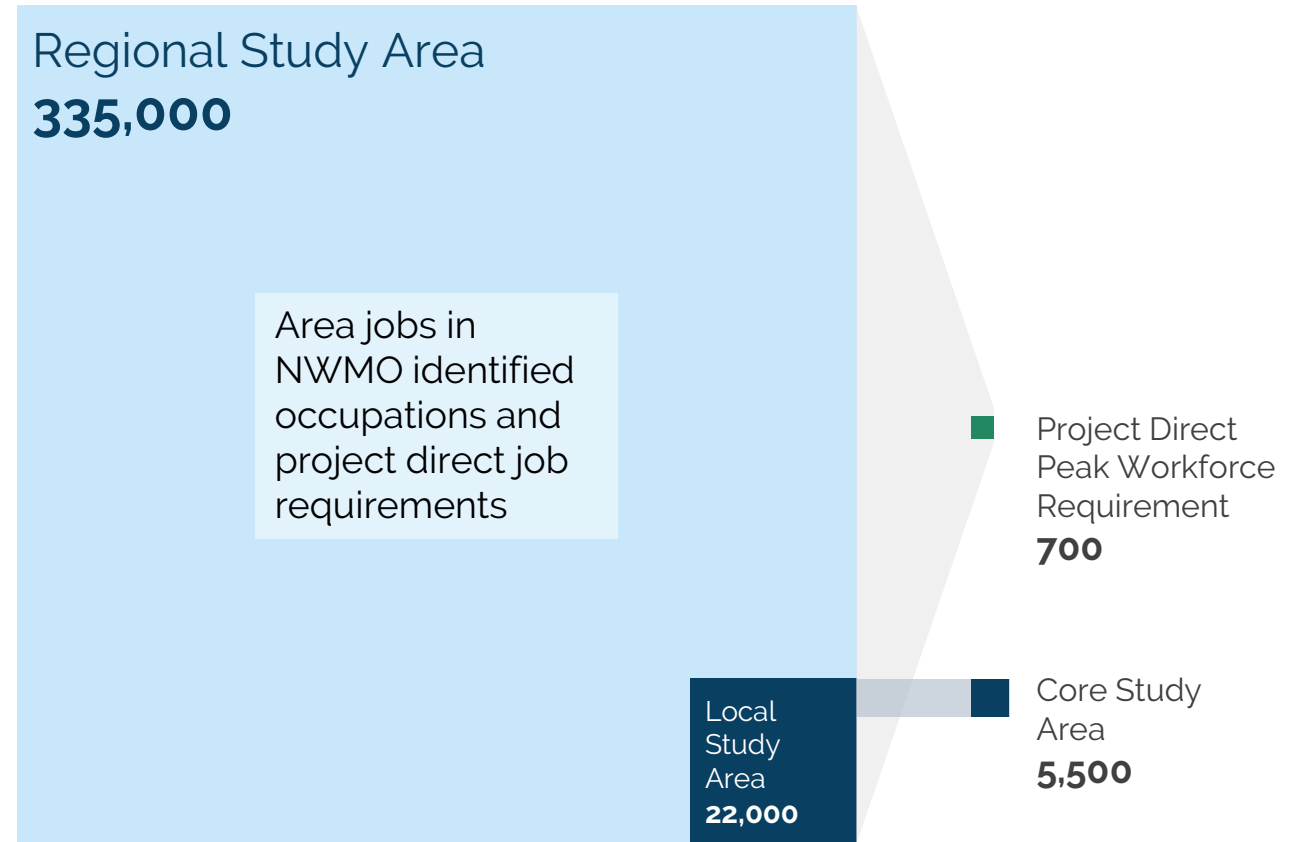 Regional Study Area
335,000
Area jobs in
NWMO identified
occupations and
project direct job
requirements
Project Direct
Peak Workforce
Requirement
700
Local
Study
Area
22,000
Core Study
Area
5,500